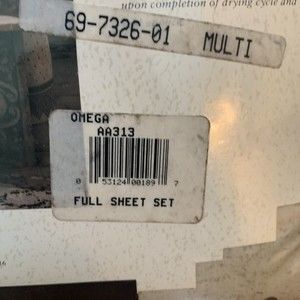 upon completion of drying cycle and
69-7326-01 MULTI
OMEGA
AA313
0 53124 00189 7
FULL SHEET SET